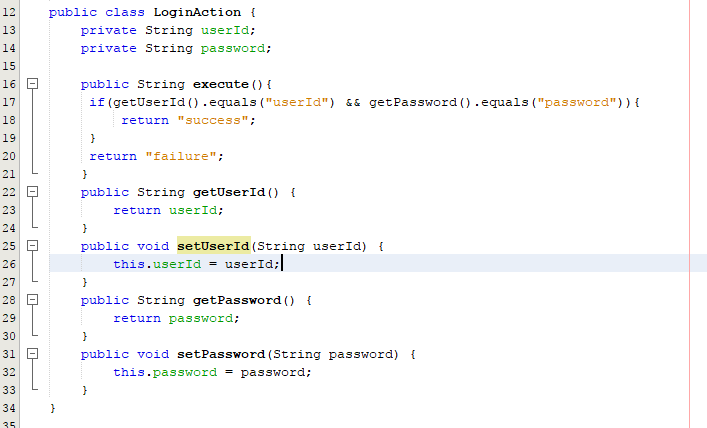 12 public class LoginAction {
13     private String userId;
14     private String password;
15
16     public String execute(){
17      if(getUserId().equals("userId") && getPassword().equals("password")){
18          return "success";
19      }
20      return "failure";
21     }
22     public String getUserId() {
23         return userId;
24     }
25     public void setUserId(String userId) {
26         this.userId = userId;
27     }
28     public String getPassword() {
29         return password;
30     }
31     public void setPassword(String password) {
32         this.password = password;
33     }
34 }
35